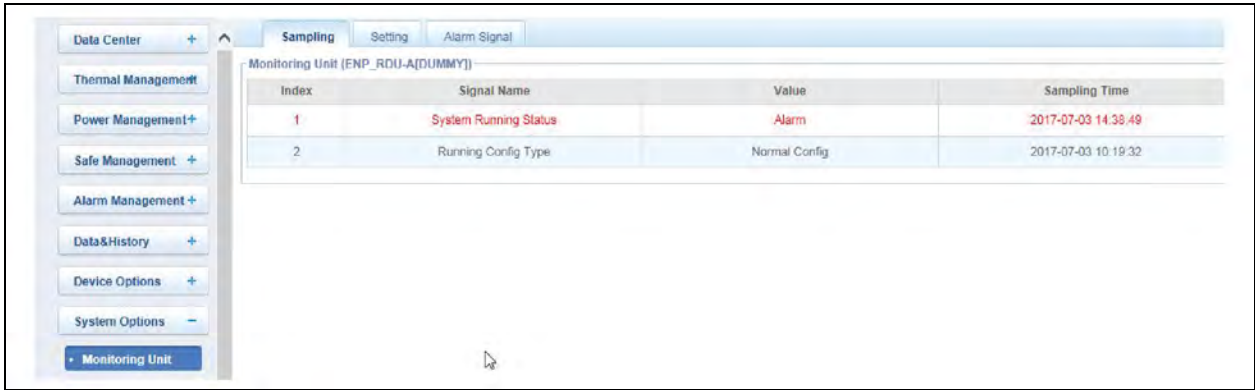 Data Center +
Thermal Management+
Power Management+
Safe Management +
Alarm Management +
Data&History +
Device Options +
System Options −
• Monitoring Unit
Sampling Setting Alarm Signal
Monitoring Unit (ENP_RDU-A[DUMMY])
Index Signal Name Value Sampling Time
1 System Running Status Alarm 2017-07-03 14:38:49
2 Running Config Type Normal Config 2017-07-03 10:19:32